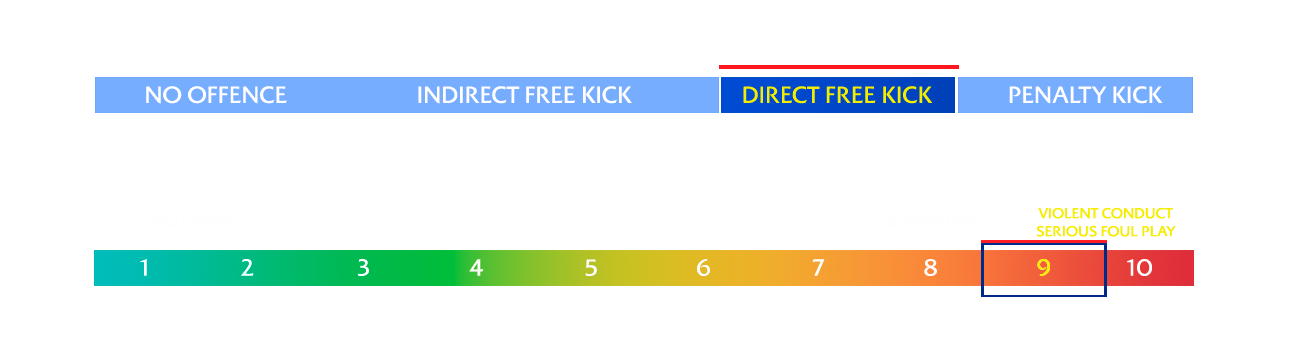 NO OFFENCE INDIRECT FREE KICK DIRECT FREE KICK PENALTY KICK
VIOLENT CONDUCT
SERIOUS FOUL PLAY
1 2 3 4 5 6 7 8 9 10